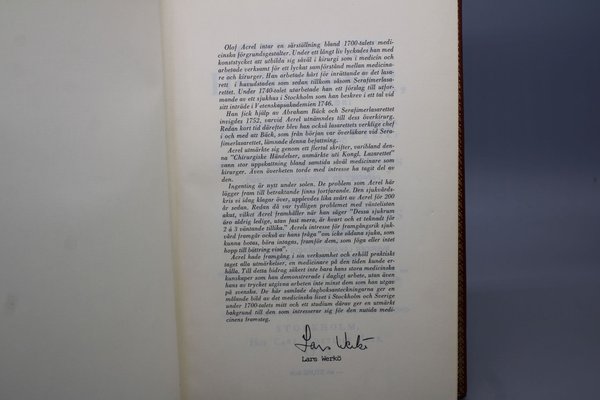 Olof Acrel intar en särställning bland 1700-talets medi-
cinska förgrundsgestalter. Under ett långt liv lyckades han med
konststycket att utbilda sig såväl i kirurgi som i medicin och
arbetade verksamt för ett lyckat samförstånd mellan medicina-
re och kirurger. Han arbetade hårt för inrättande av det lasa-
rett i huvudstaden som sedan tillkom såsom Serafimerlasa-
rettet. Under 1740-talet utarbetade han ett förslag till utfor-
mande av ett sjukhus i Stockholm som han beskrev i ett tal vid
sitt inträde i Vetenskapsakademien 1746.
Han fick hjälp av Abraham Bäck och Serafimerlasarettet
invigdes 1752, varvid Acrel utnämndes till dess överkirurg.
Redan kort tid därefter blev han också lasarettets verklige chef
i och med att Bäck, som från början var överläkare vid Sera-
fimerlasarettet, lämnade denna befattning.
Acrel utmärkte sig genom ett flertal skrifter, varibland den-
na "Chirurgiske Händelser, anmärkte uti Kongl. Lasarettet"
vann stor uppskattning bland samtida såväl medicinare som
kirurger. Även överheten torde med intresse ha tagit del av
den.
Ingenting är nytt under solen. De problem som Acrel här
lägger fram till betraktande finns fortfarande. Den sjukvårds-
kris vi idag klagar över, upplevdes lika svårt av Acrel för 200
år sedan. Redan då var tydligen problemet med växelisten
akut, vilket Acrel framhåller när han säger "Dessa sjukrum
äro aldrig ledige, utan fast mera, är hvart och et teknadt för
2 á 3 väntande tillika." Acrels intresse för framgångsrik sjuk-
vård framgår också av hans fråga "om icke sådana sjuka, som
kunna botas, böra intagas, framför dem, som föga eller intet
hopp til bättring visa".
Acrel hade framgång i sin verksamhet och erhöll praktiskt
taget alla utmärkelser, en medicinare på den tiden kunde er-
hålla. Till detta bidrog säkert inte bara hans stora medicinska
kunskaper som han demonstrerade i dagligt arbete, utan även
hans av trycket utgivna arbeten inte minst dem som han utgav
på svenska. De här samlade dagboksanteckningarna ger en
målande bild av det medicinska livet i Stockholm och Sverige
under 1700-talets mitt och ett studium därav ger en utmärkt
bakgrund till den som intresserar sig för den nutida medi-
cinens framsteg.
Lars Werkö
Lars Werkö